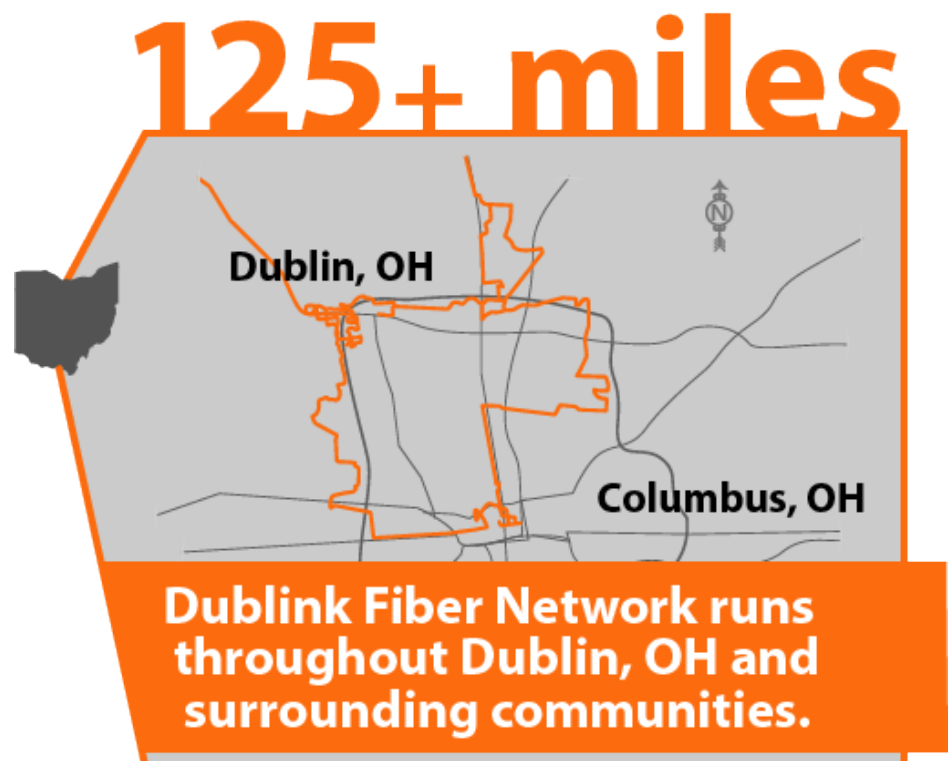 125+ miles
N
Dublin, OH
Columbus, OH
Dublink Fiber Network runs
throughout Dublin, OH and
surrounding communities.